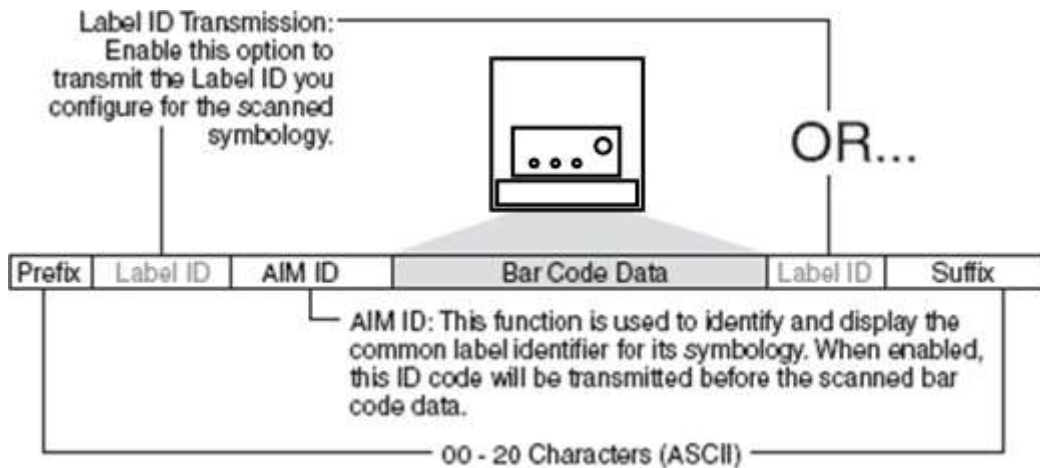 Label ID Transmission:
Enable this option to
transmit the Label ID you
configure for the scanned
symbology.
OR...
Prefix Label ID AIM ID Bar Code Data Label ID Suffix
AIM ID: This function is used to identify and display the
common label identifier for its symbology. When enabled,
this ID code will be transmitted before the scanned bar
code data.
00 - 20 Characters (ASCII)